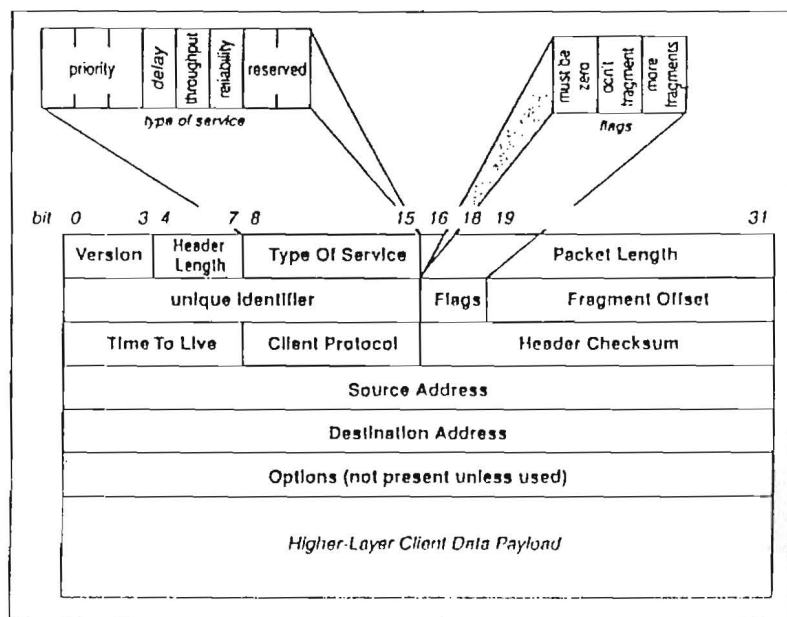 priority delay throughput reliability reserved
type of service
must be zero don't fragment more fragments
flags
bit 0 3 4 7 8 15 16 18 19 31
Version Header Length Type Of Service Packet Length
unique Identifier Flags Fragment Offset
Time To Live Client Protocol Header Checksum
Source Address
Destination Address
Options (not present unless used)
Higher-Layer Client Data Payload